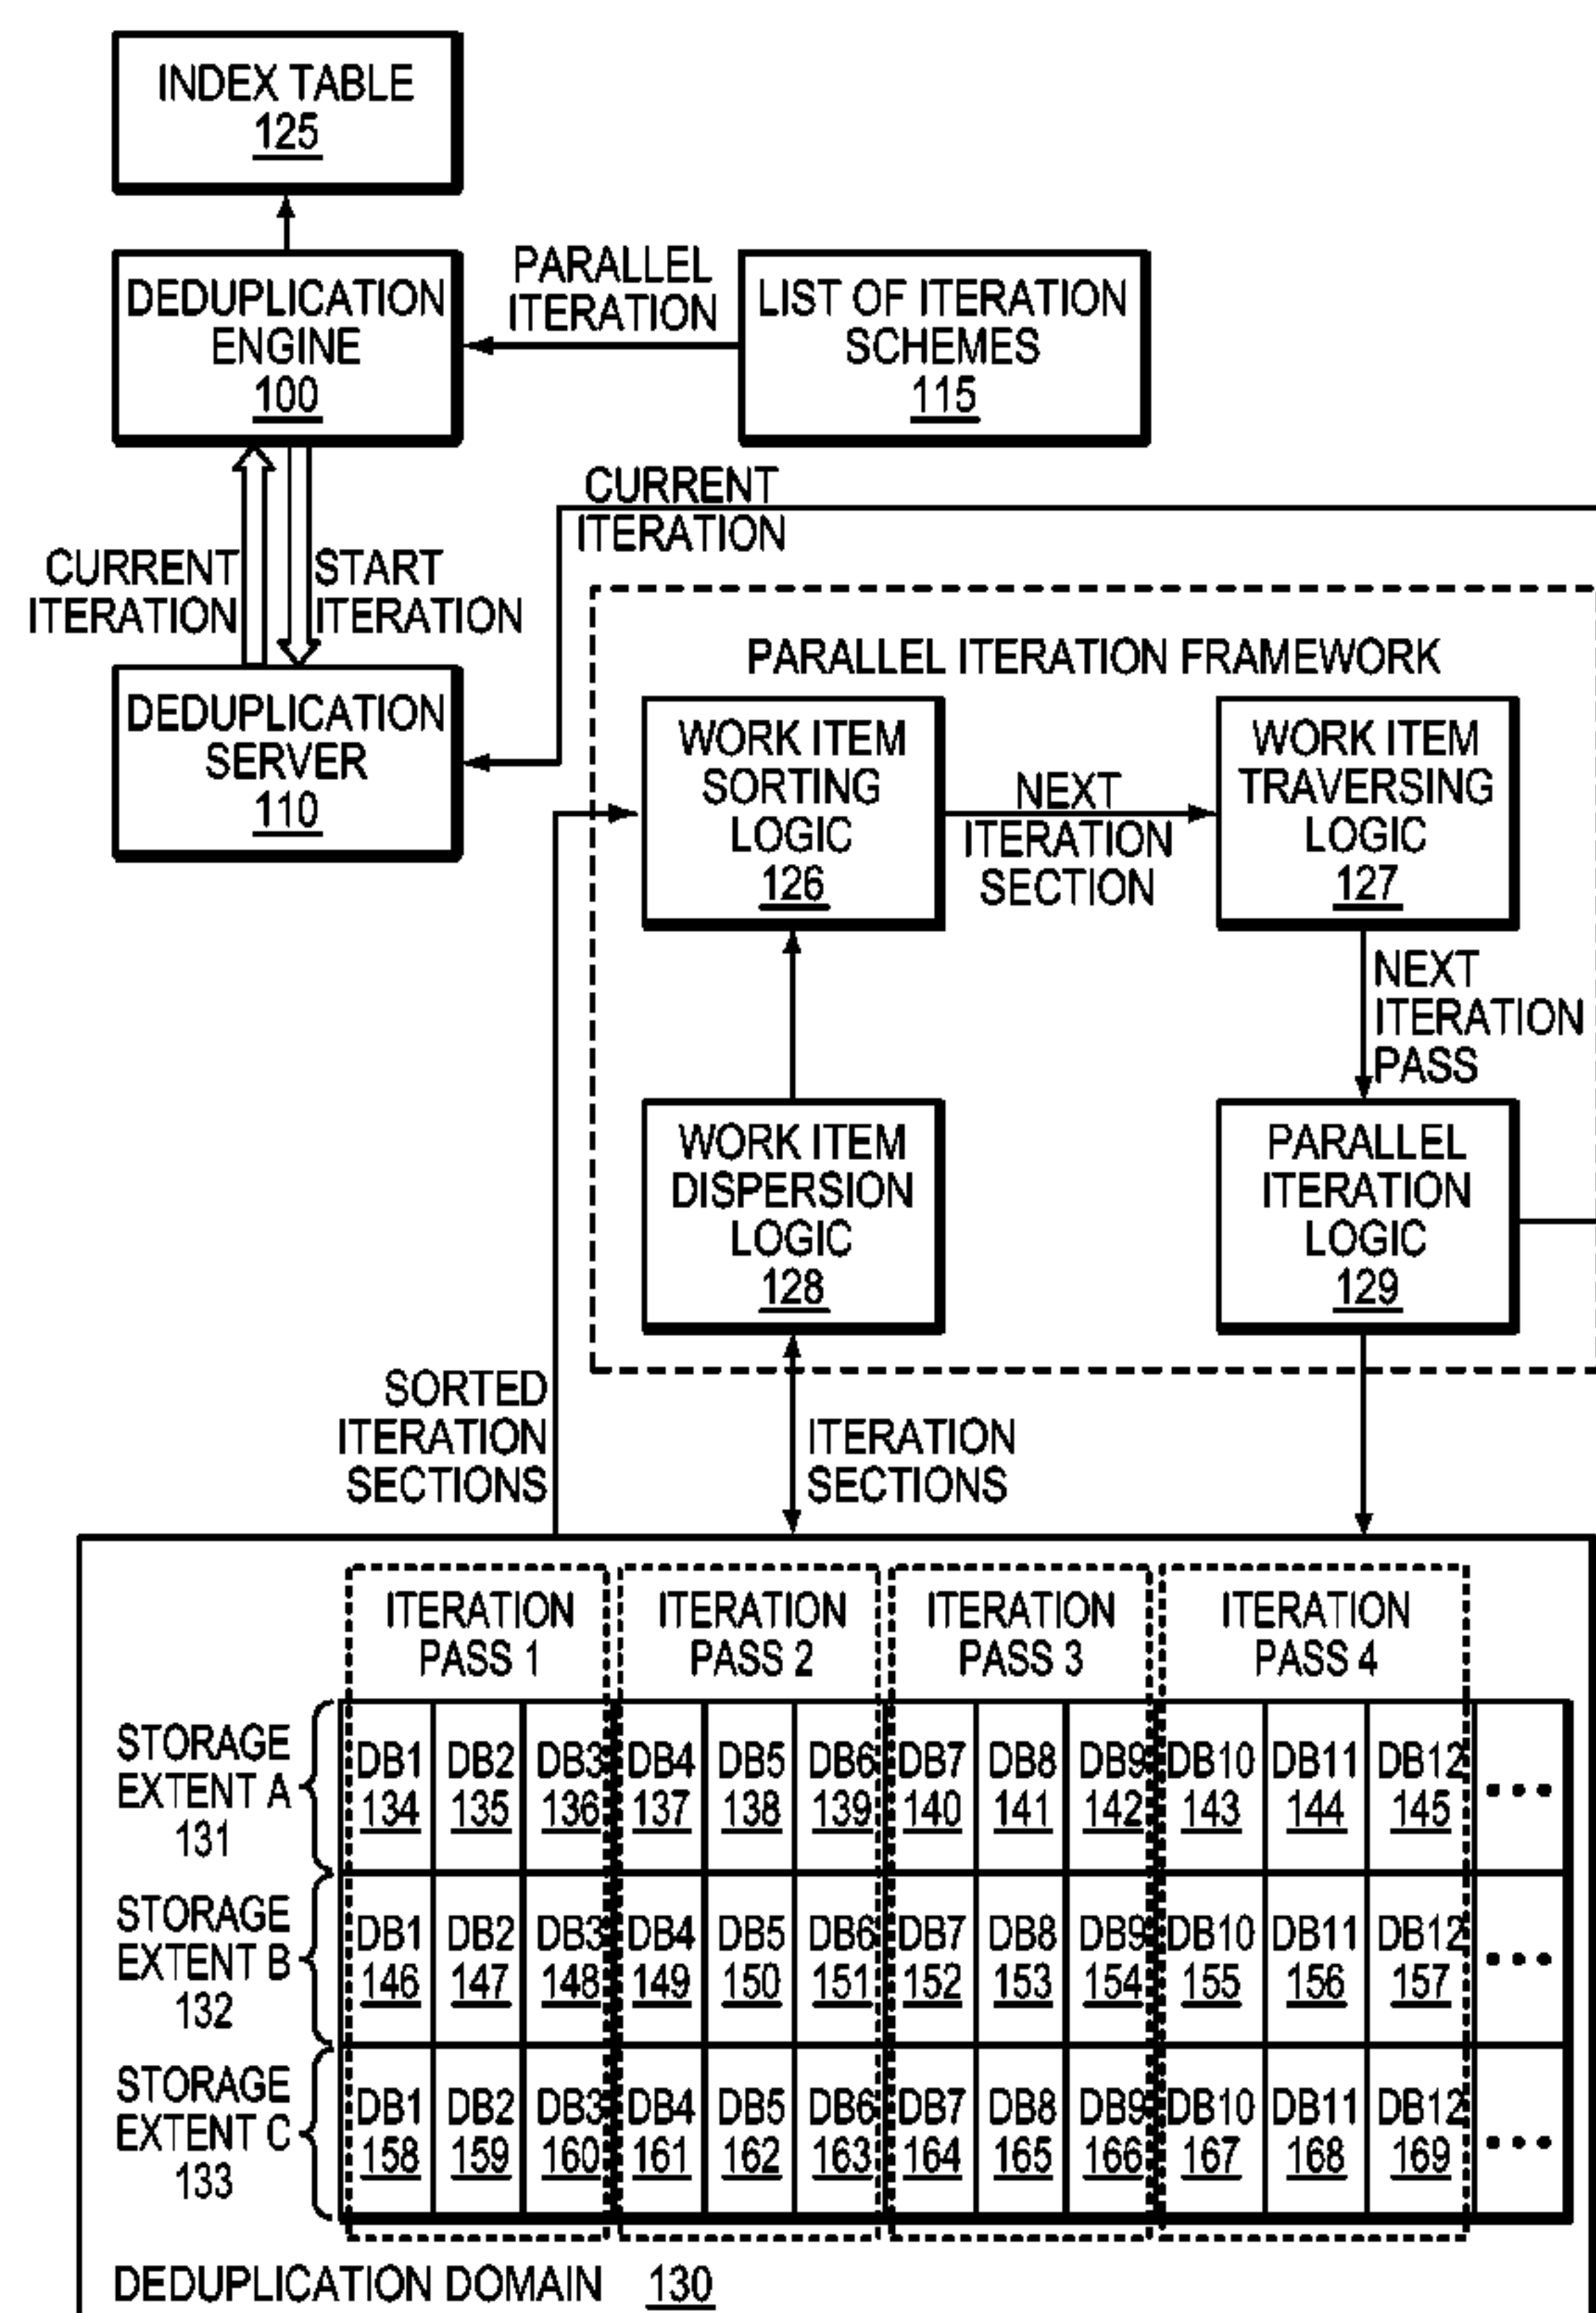 INDEX TABLE
125
DEDUPLICATION
ENGINE
100
PARALLEL
ITERATION
LIST OF ITERATION
SCHEMES
115
CURRENT
ITERATION
START
ITERATION
CURRENT
ITERATION
DEDUPLICATION
SERVER
110
PARALLEL ITERATION FRAMEWORK
WORK ITEM
SORTING
LOGIC
126
NEXT
ITERATION
SECTION
WORK ITEM
TRAVERSING
LOGIC
127
NEXT
ITERATION
PASS
WORK ITEM
DISPERSION
LOGIC
128
PARALLEL
ITERATION
LOGIC
129
SORTED
ITERATION
SECTIONS
ITERATION
SECTIONS
ITERATION
PASS 1
ITERATION
PASS 2
ITERATION
PASS 3
ITERATION
PASS 4
STORAGE
EXTENT A
131
DB1 DB2 DB3 DB4 DB5 DB6 DB7 DB8 DB9 DB10 DB11 DB12
134 135 136 137 138 139 140 141 142 143 144 145 •••
STORAGE
EXTENT B
132
DB1 DB2 DB3 DB4 DB5 DB6 DB7 DB8 DB9 DB10 DB11 DB12
146 147 148 149 150 151 152 153 154 155 156 157 •••
STORAGE
EXTENT C
133
DB1 DB2 DB3 DB4 DB5 DB6 DB7 DB8 DB9 DB10 DB11 DB12
158 159 160 161 162 163 164 165 166 167 168 169 •••
DEDUPLICATION DOMAIN 130